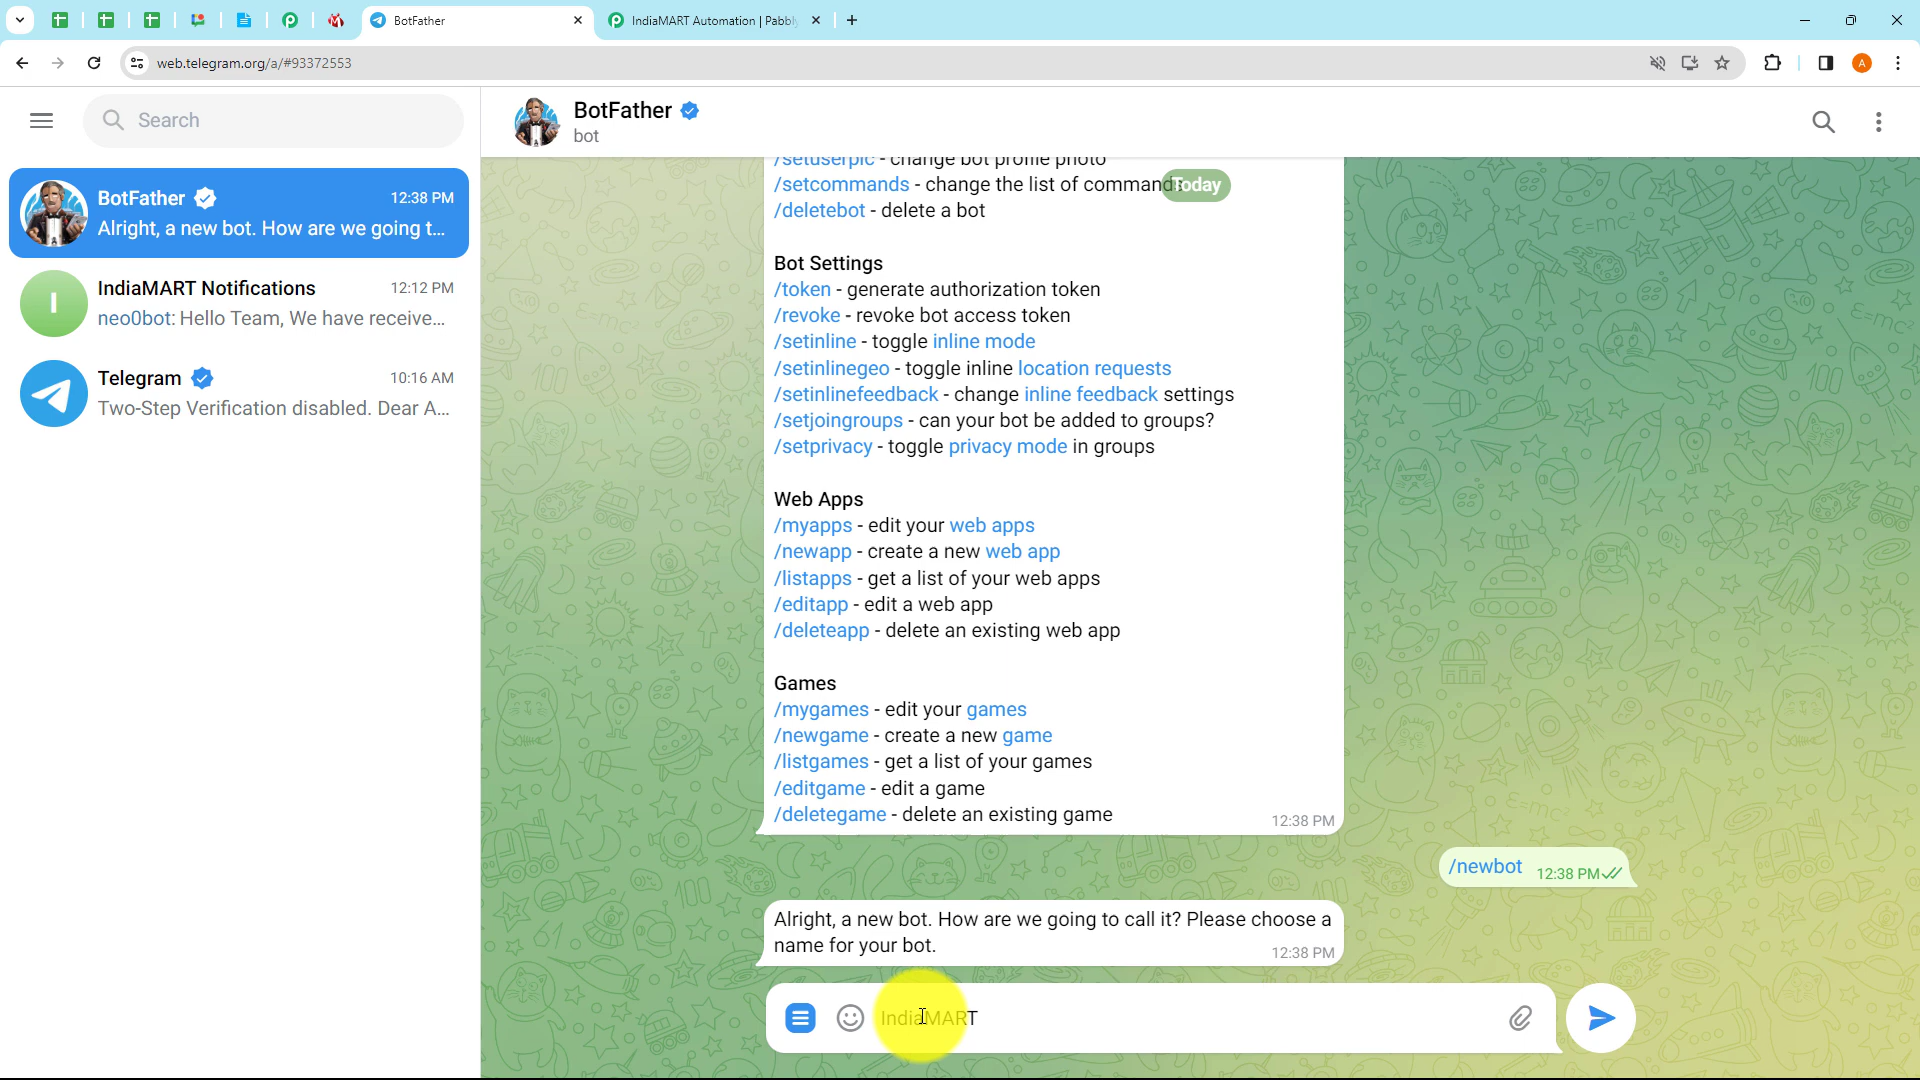 BotFather
IndiaMART Automation | Pabbl
web.telegram.org/a/#93372553
A
Search
BotFather
bot
BotFather 12:38 PM
Alright, a new bot. How are we going t...
I
IndiaMART Notifications 12:12 PM
neo0bot: Hello Team, We have receive...
Telegram 10:16 AM
Two-Step Verification disabled. Dear A...
/setuserpic - change bot profile photo
/setcommands - change the list of commands
Today
/deletebot - delete a bot
Bot Settings
/token - generate authorization token
/revoke - revoke bot access token
/setinline - toggle inline mode
/setinlinegeo - toggle inline location requests
/setinlinefeedback - change inline feedback settings
/setjoingroups - can your bot be added to groups?
/setprivacy - toggle privacy mode in groups
Web Apps
/myapps - edit your web apps
/newapp - create a new web app
/listapps - get a list of your web apps
/editapp - edit a web app
/deleteapp - delete an existing web app
Games
/mygames - edit your games
/newgame - create a new game
/listgames - get a list of your games
/editgame - edit a game
/deletegame - delete an existing game
12:38 PM
/newbot 12:38 PM
Alright, a new bot. How are we going to call it? Please choose a
name for your bot.
12:38 PM
IndiaMART